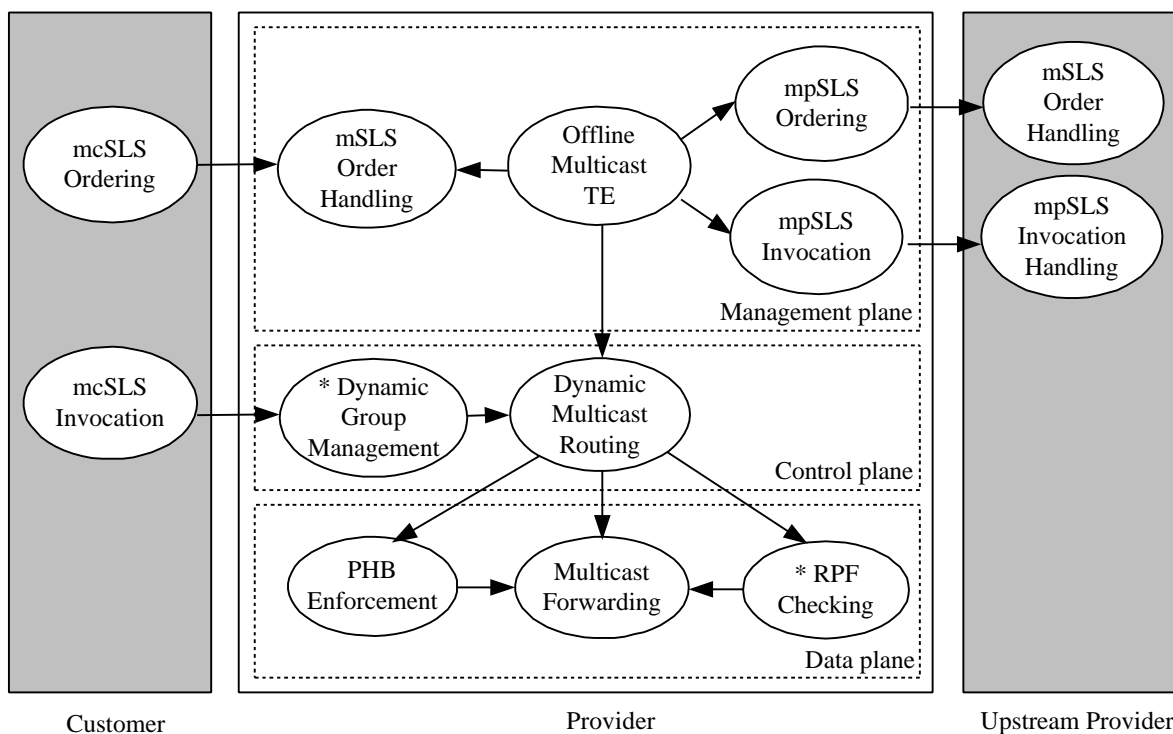 mcSLS
Ordering
mSLS
Order
Handling
Offline
Multicast
TE
mpSLS
Ordering
mSLS
Order
Handling
mpSLS
Invocation
mpSLS
Invocation
Handling
Management plane
mcSLS
Invocation
* Dynamic
Group
Management
Dynamic
Multicast
Routing
Control plane
PHB
Enforcement
Multicast
Forwarding
* RPF
Checking
Data plane
Customer
Provider
Upstream Provider